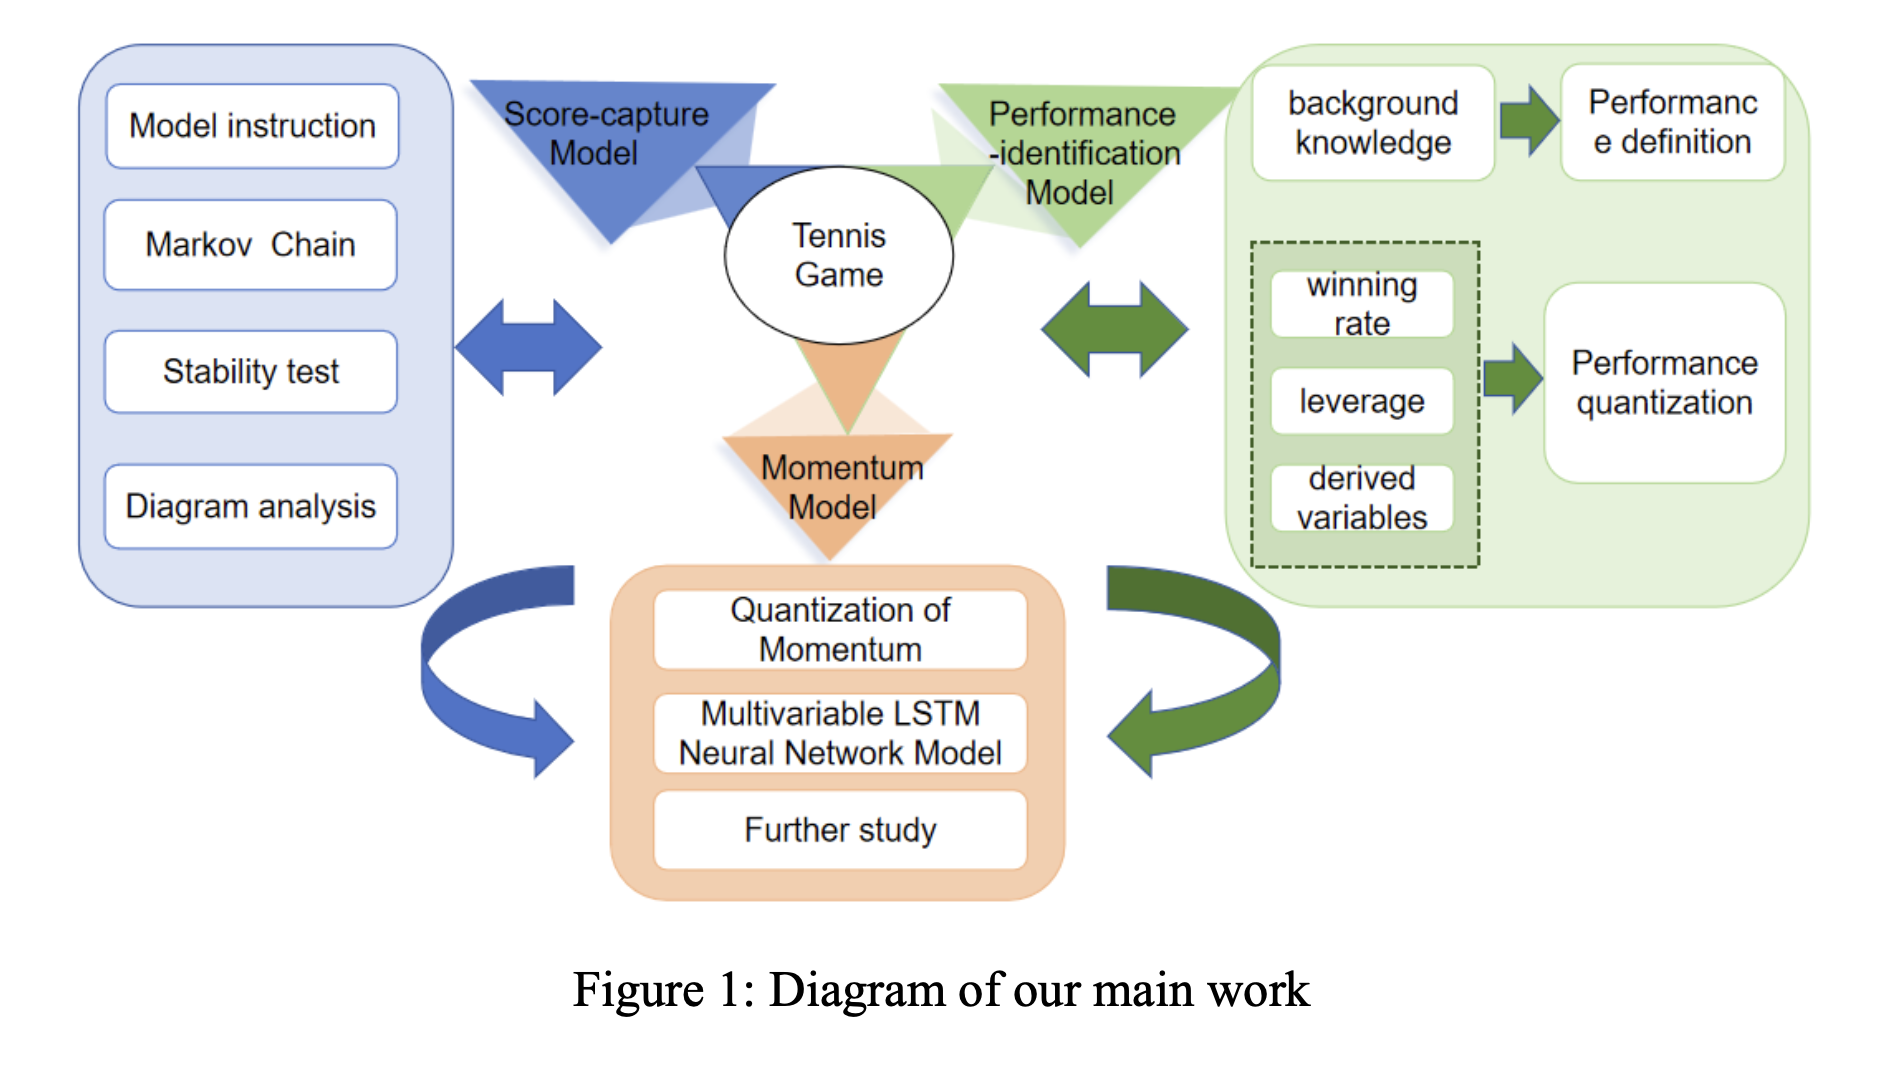 Model instruction
Markov  Chain
Stability test
Diagram analysis
Score-capture
Model
Performance
-identification
Model
Tennis
Game
Momentum
Model
background
knowledge
Performanc
e definition
winning
rate
leverage
derived
variables
Performance
quantization
Quantization of
Momentum
Multivariable LSTM
Neural Network Model
Further study
Figure 1: Diagram of our main work